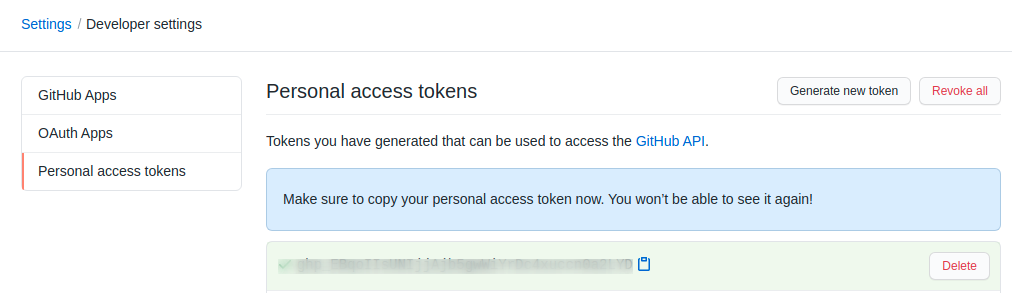 Settings / Developer settings
GitHub Apps
OAuth Apps
Personal access tokens
Personal access tokens
Generate new token
Revoke all
Tokens you have generated that can be used to access the GitHub API.
Make sure to copy your personal access token now. You won't be able to see it again!
Delete